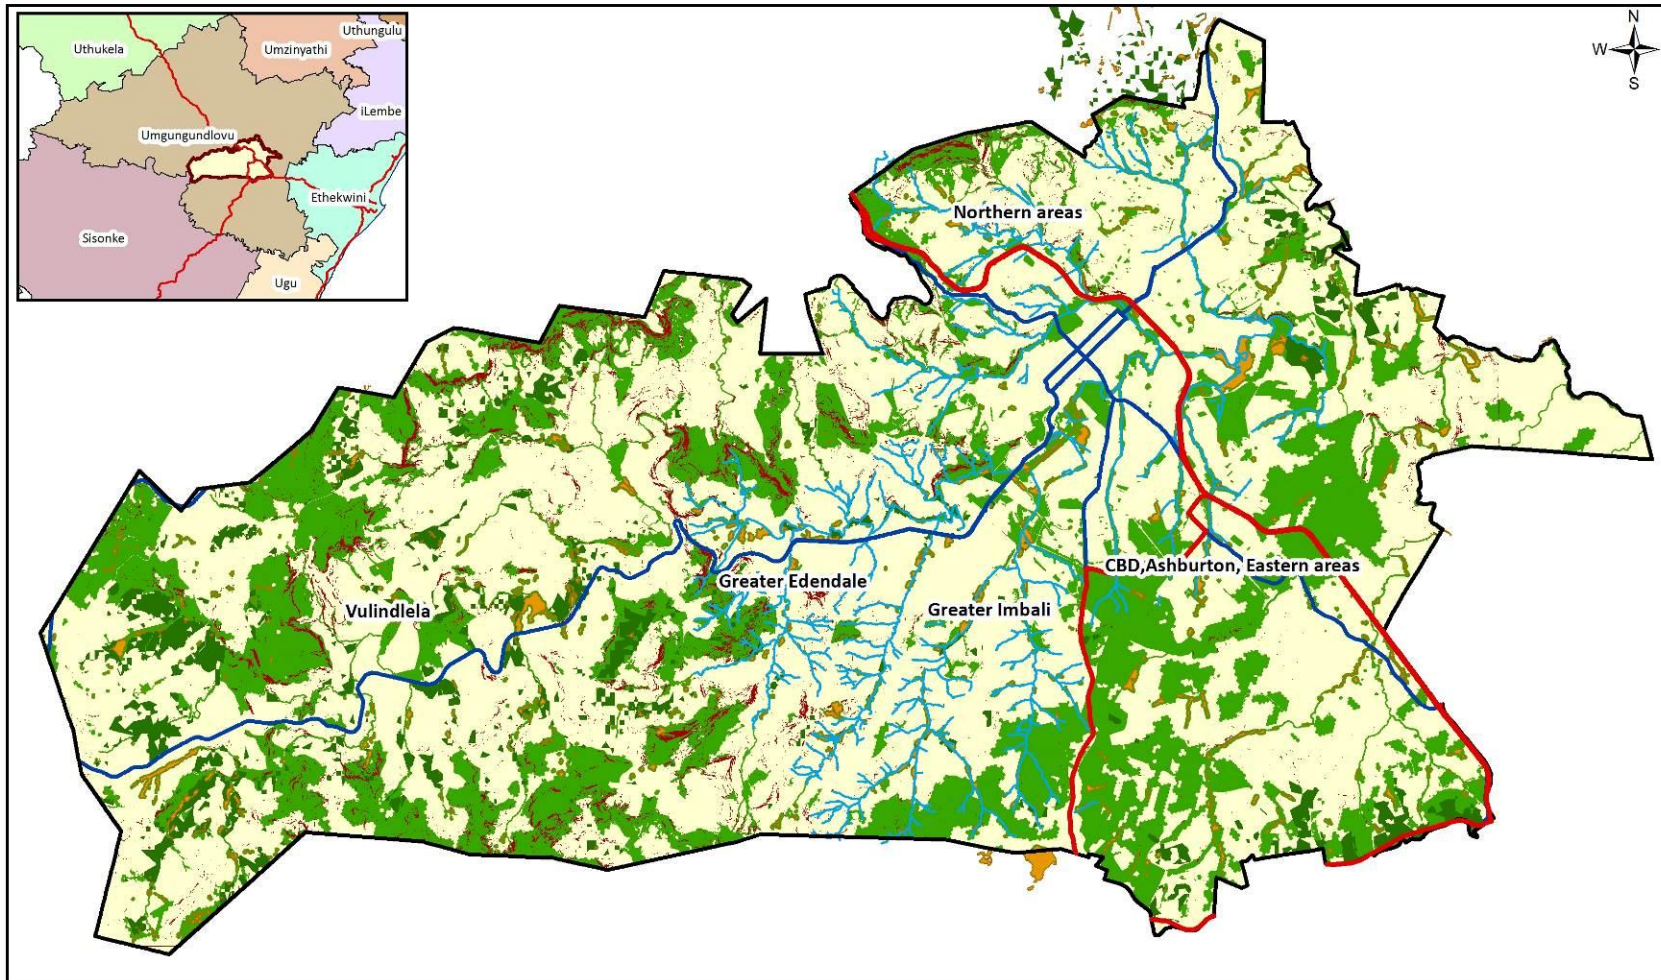 Uthukela
Umzinyathi
Uthungulu
iLembe
Umgungundlovu
Ethekwini
Sisonke
Ugu
N
W
S
Northern areas
CBD,Ashburton, Eastern areas
Greater Edendale
Vulindlela
Greater Imbali